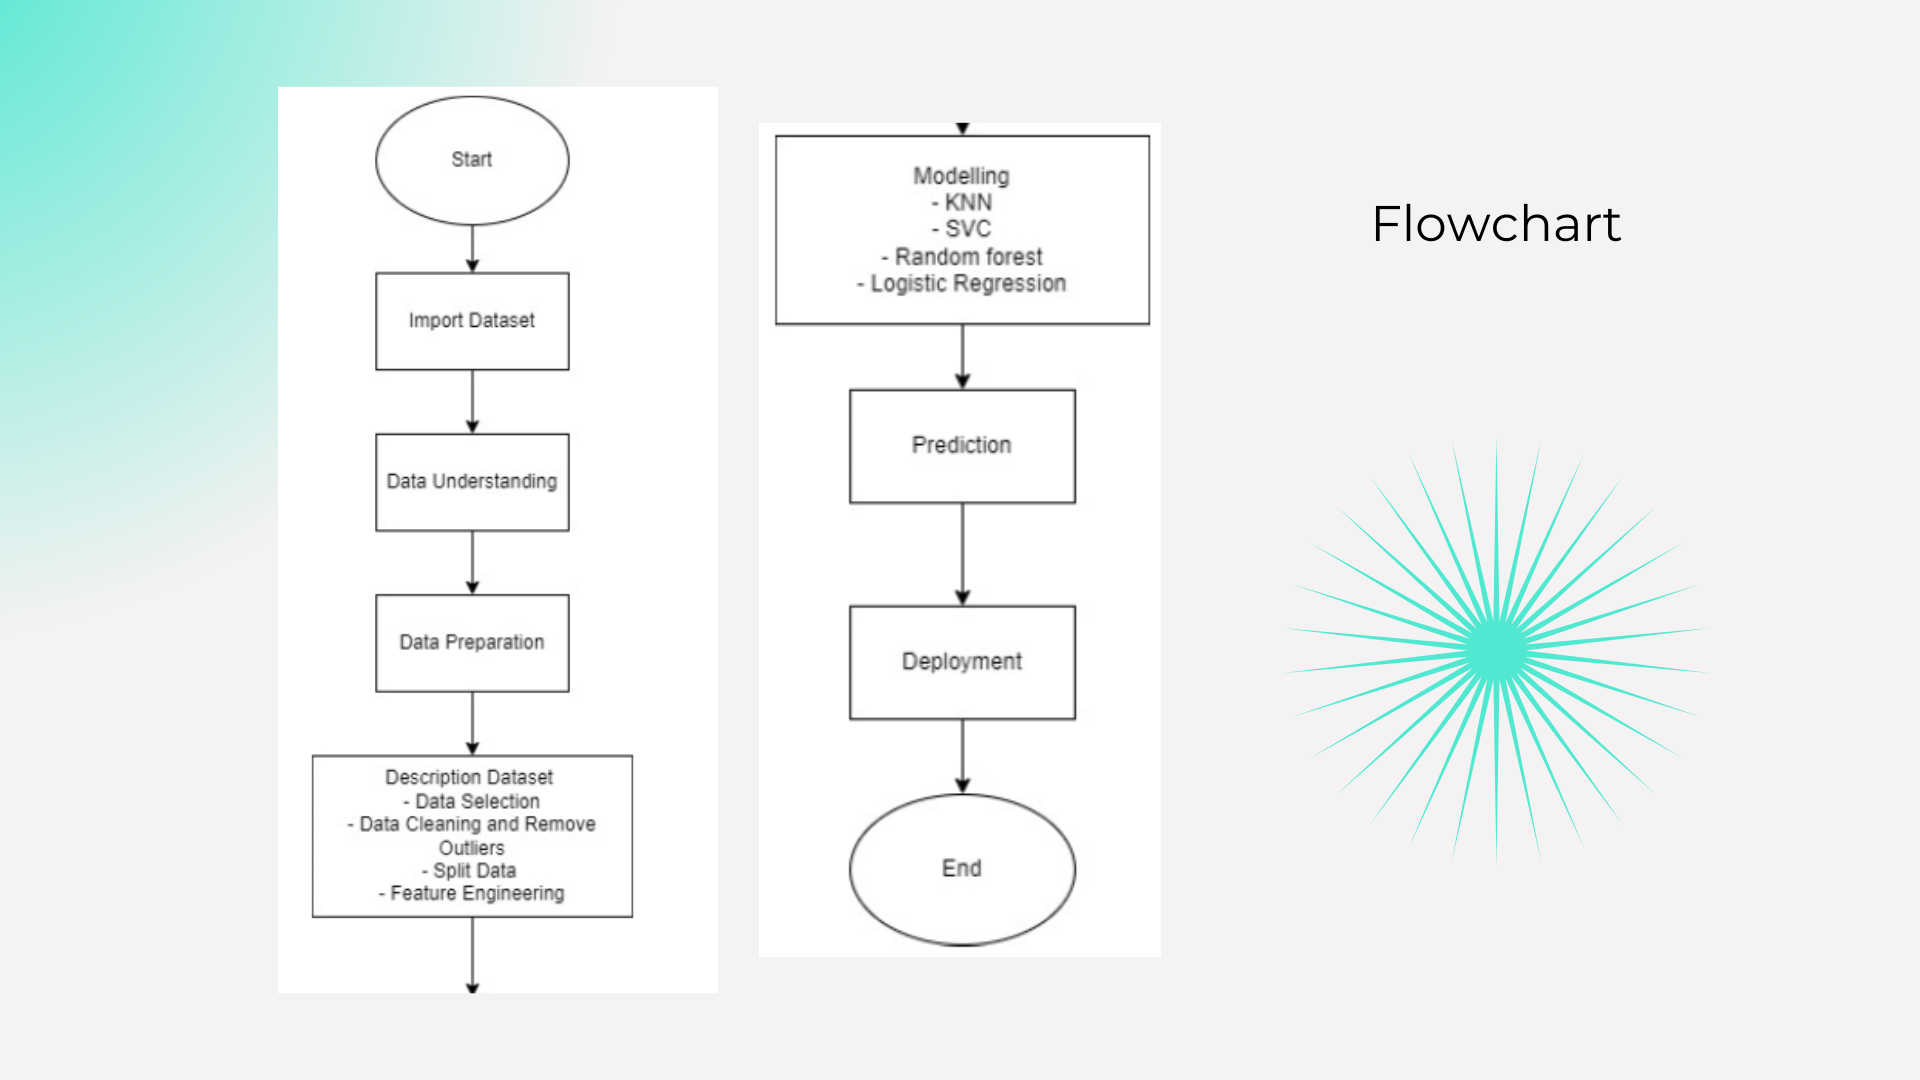 Start
Import Dataset
Data Understanding
Data Preparation
Description Dataset
- Data Selection
- Data Cleaning and Remove
Outliers
- Split Data
- Feature Engineering
Modelling
- KNN
- SVC
- Random forest
- Logistic Regression
Prediction
Deployment
End
Flowchart